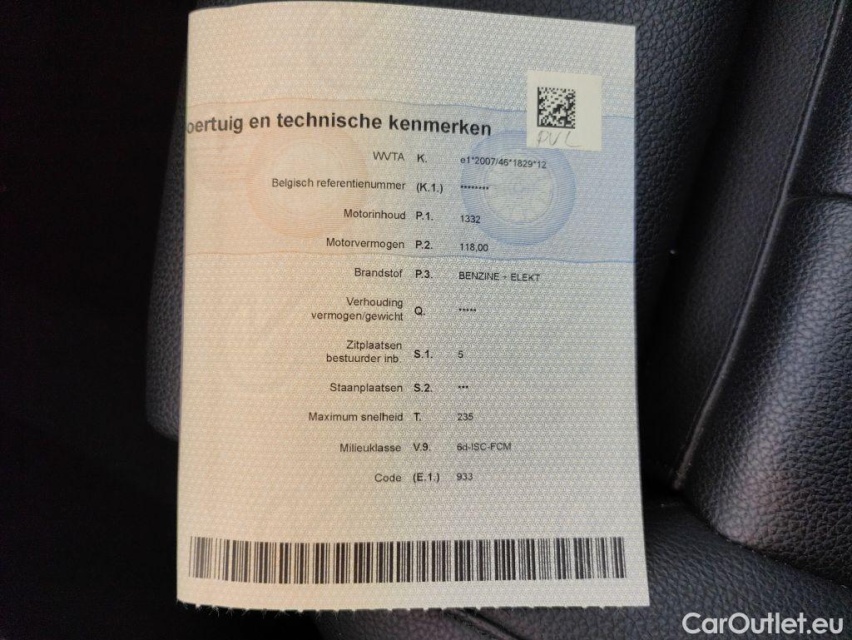 oertuig en technische kenmerken
WVTA K. e1*2007/46*1829*12
Belgisch referentienummer (K.1.) ********
Motorinhoud P.1. 1332
Motorvermogen P.2. 118,00
Brandstof P.3. BENZINE + ELEKT
Verhouding
vermogen/gewicht Q. *****
Zitplaatsen
bestuurder inb. S.1. 5
Staanplaatsen S.2. ***
Maximum snelheid T. 235
Milieuklasse V.9. 6d-ISC-FCM
Code (E.1.) 933
CarOutlet.eu